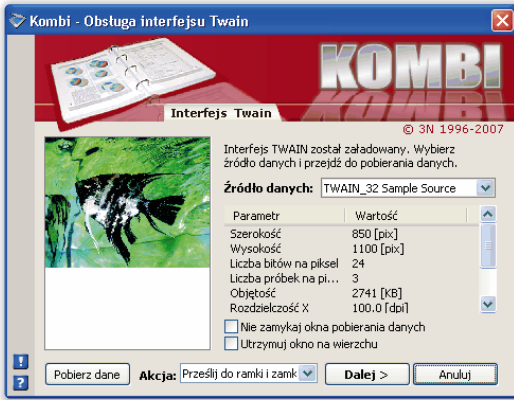 Kombi - Obsługa interfejsu Twain
KOMBI
Interfejs Twain
© 3N 1996-2007
Interfejs TWAIN został załadowany. Wybierz
źródło danych i przejdź do pobierania danych.
Źródło danych: TWAIN_32 Sample Source
Parametr Wartość
Szerokość 850 [pix]
Wysokość 1100 [pix]
Liczba bitów na piksel 24
Liczba próbek na pi... 3
Objętość 2741 [KB]
Rozdzielczość X 100.0 [dpi]
Nie zamykaj okna pobierania danych
Utrzymuj okno na wierzchu
!
?
Pobierz dane Akcja: Prześlij do ramki i zamk Dalej > Anuluj